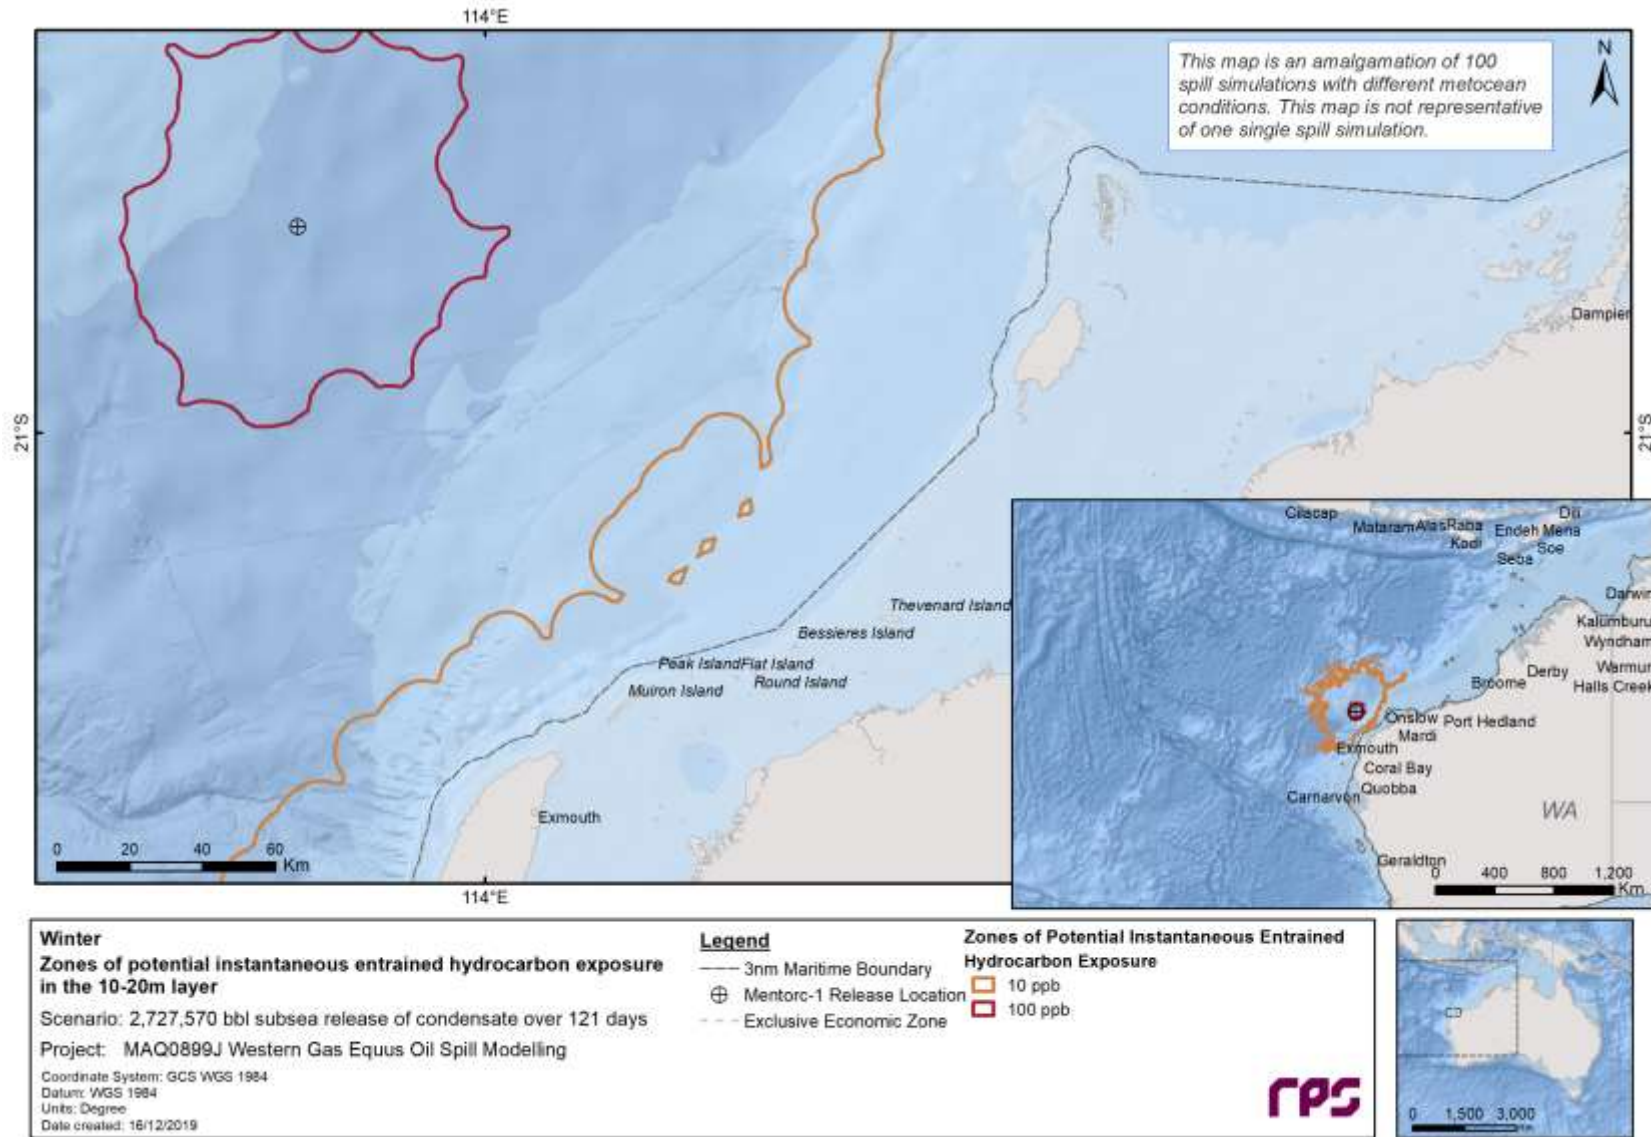 114°E
This map is an amalgamation of 100
spill simulations with different metocean
conditions. This map is not representative
of one single spill simulation.
N
Dampier
21°S
21°S
Thevenard Island
Bessieres Island
Peak Island
Flat Island
Round Island
Muiron Island
Exmouth
0 20 40 60
Km
114°E
Cilacap
Mataram
Alas
Raba
Kodi
Endeh
Mena
Dili
Soe
Seba
Darwin
Kalumburu
Wyndham
Warmun
Halls Creek
Derby
Broome
Port Hedland
Onslow
Mardi
Exmouth
Coral Bay
Quobba
Carnarvon
WA
Geraldton
0 400 800 1,200
Km
Winter
Zones of potential instantaneous entrained hydrocarbon exposure
in the 10-20m layer
Scenario: 2,727,570 bbl subsea release of condensate over 121 days
Project: MAQ0899J Western Gas Equus Oil Spill Modelling
Coordinate System: GCS WGS 1984
Datum: WGS 1984
Units: Degree
Date created: 16/12/2019
Legend
3nm Maritime Boundary
Mentorc-1 Release Location
Exclusive Economic Zone
Zones of Potential Instantaneous Entrained
Hydrocarbon Exposure
10 ppb
100 ppb
rps
0 1,500 3,000